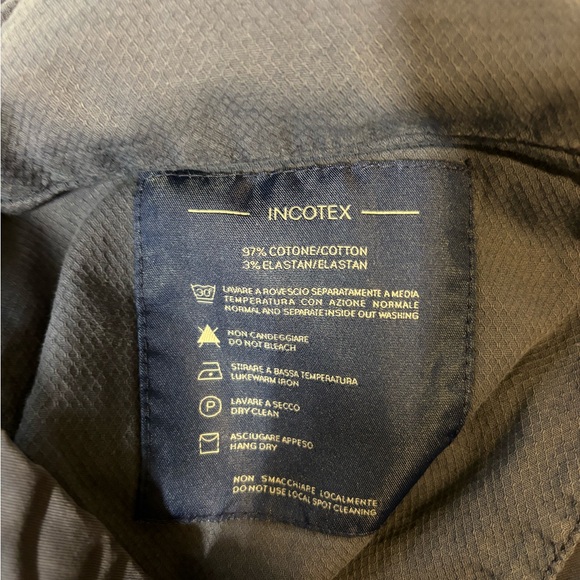 INCOTEX
97% COTONE/COTTON
3% ELASTAN/ELASTAN
30°
LAVARE A ROVESCIO SEPARATAMENTE A MEDIA
TEMPERATURA CON AZIONE NORMALE
NORMAL AND SEPARATE INSIDE OUT WASHING
NON CANDEGGIARE
DO NOT BLEACH
STIRARE A BASSA TEMPERATURA
LUKEWARM IRON
P
LAVARE A SECCO
DRY CLEAN
ASCIUGARE APPESO
HANG DRY
NON SMACCHIARE LOCALMENTE
DO NOT USE LOCAL SPOT CLEANING